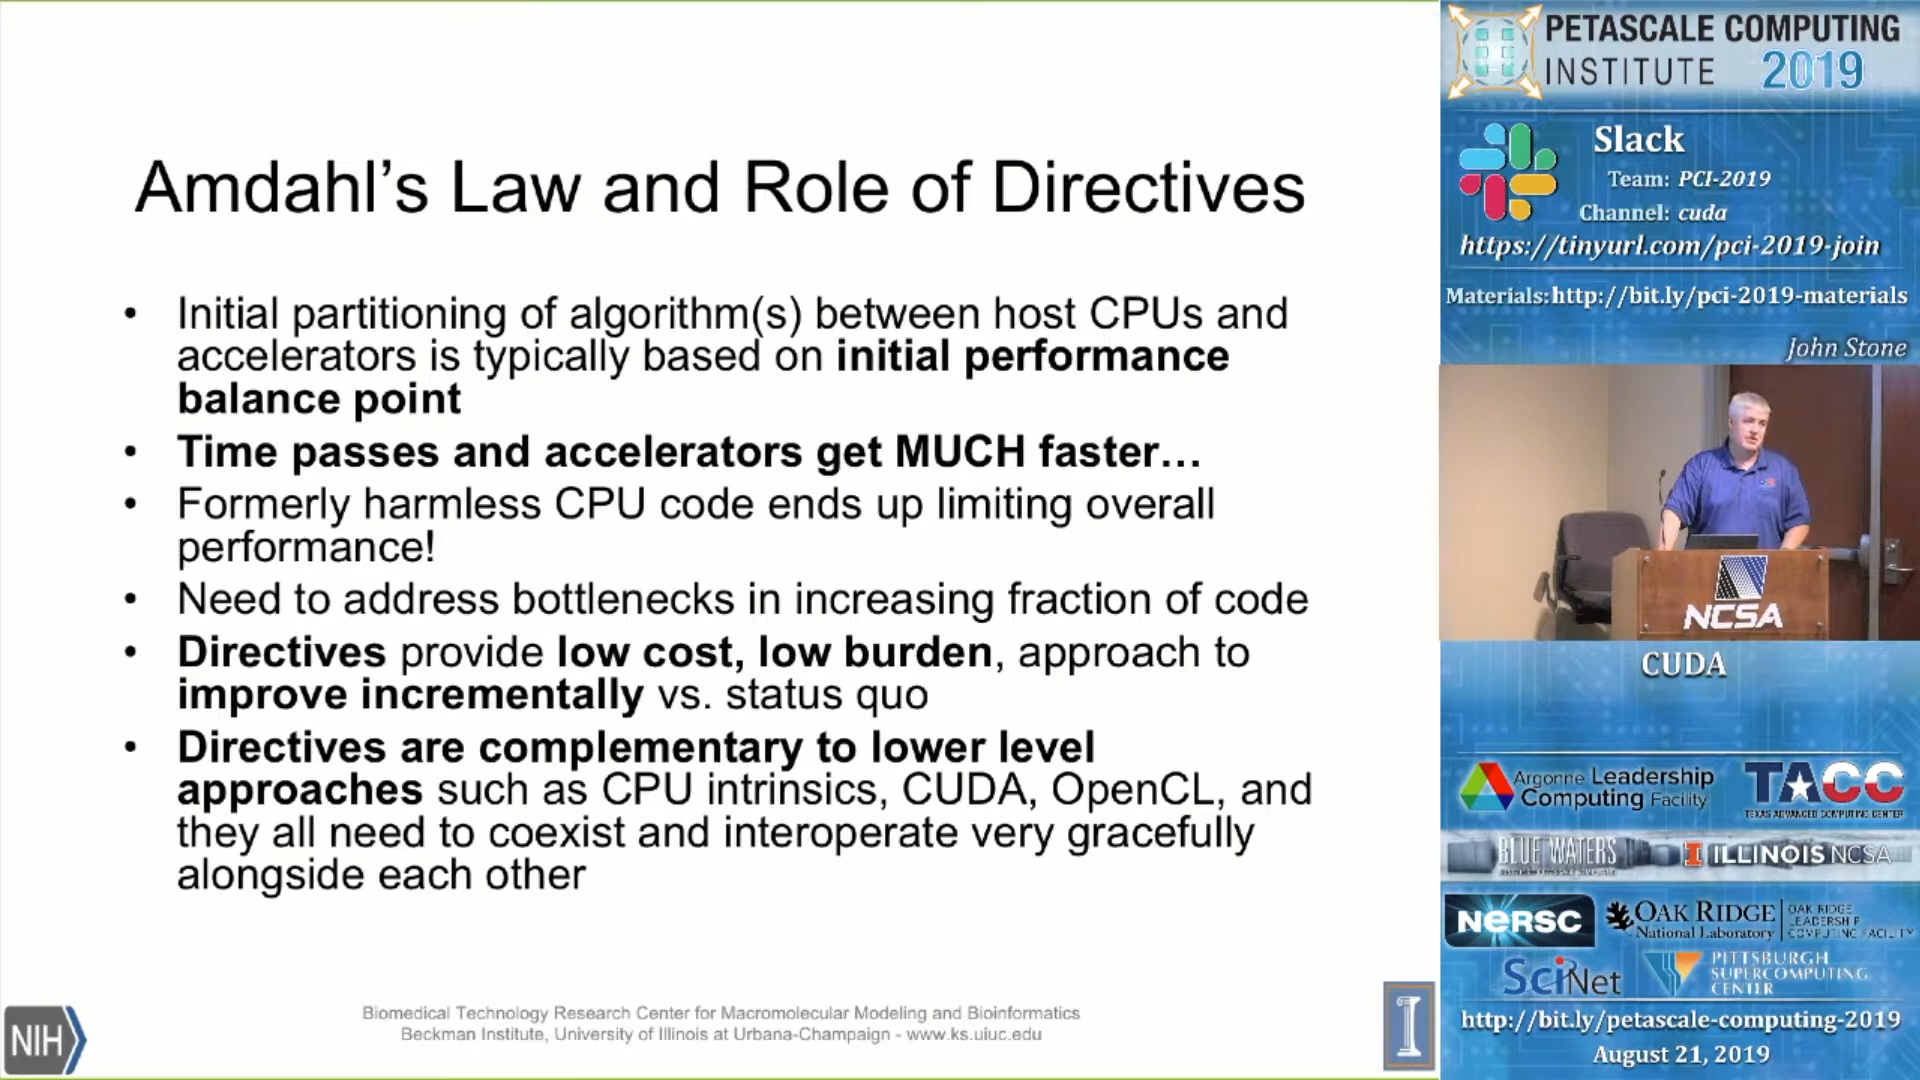 Amdahl's Law and Role of Directives
• Initial partitioning of algorithm(s) between host CPUs and
accelerators is typically based on initial performance
balance point
• Time passes and accelerators get MUCH faster…
• Formerly harmless CPU code ends up limiting overall
performance!
• Need to address bottlenecks in increasing fraction of code
• Directives provide low cost, low burden, approach to
improve incrementally vs. status quo
• Directives are complementary to lower level
approaches such as CPU intrinsics, CUDA, OpenCL, and
they all need to coexist and interoperate very gracefully
alongside each other
NIH
Biomedical Technology Research Center for Macromolecular Modeling and Bioinformatics
Beckman Institute, University of Illinois at Urbana-Champaign - www.ks.uiuc.edu
I
PETASCALE COMPUTING
INSTITUTE 2019
Slack
Team: PCI-2019
Channel: cuda
https://tinyurl.com/pci-2019-join
Materials:http://bit.ly/pci-2019-materials
John Stone
NCSA
CUDA
Argonne Leadership
Computing Facility
TACC
TEXAS ADVANCED COMPUTING CENTER
BLUE WATERS
I ILLINOIS NCSA
NERSC
OAK RIDGE
National Laboratory
OAK RIDGE
LEADERSHIP
COMPUTING FACILITY
SciNet
PITTSBURGH
SUPERCOMPUTING
CENTER
http://bit.ly/petascale-computing-2019
August 21, 2019